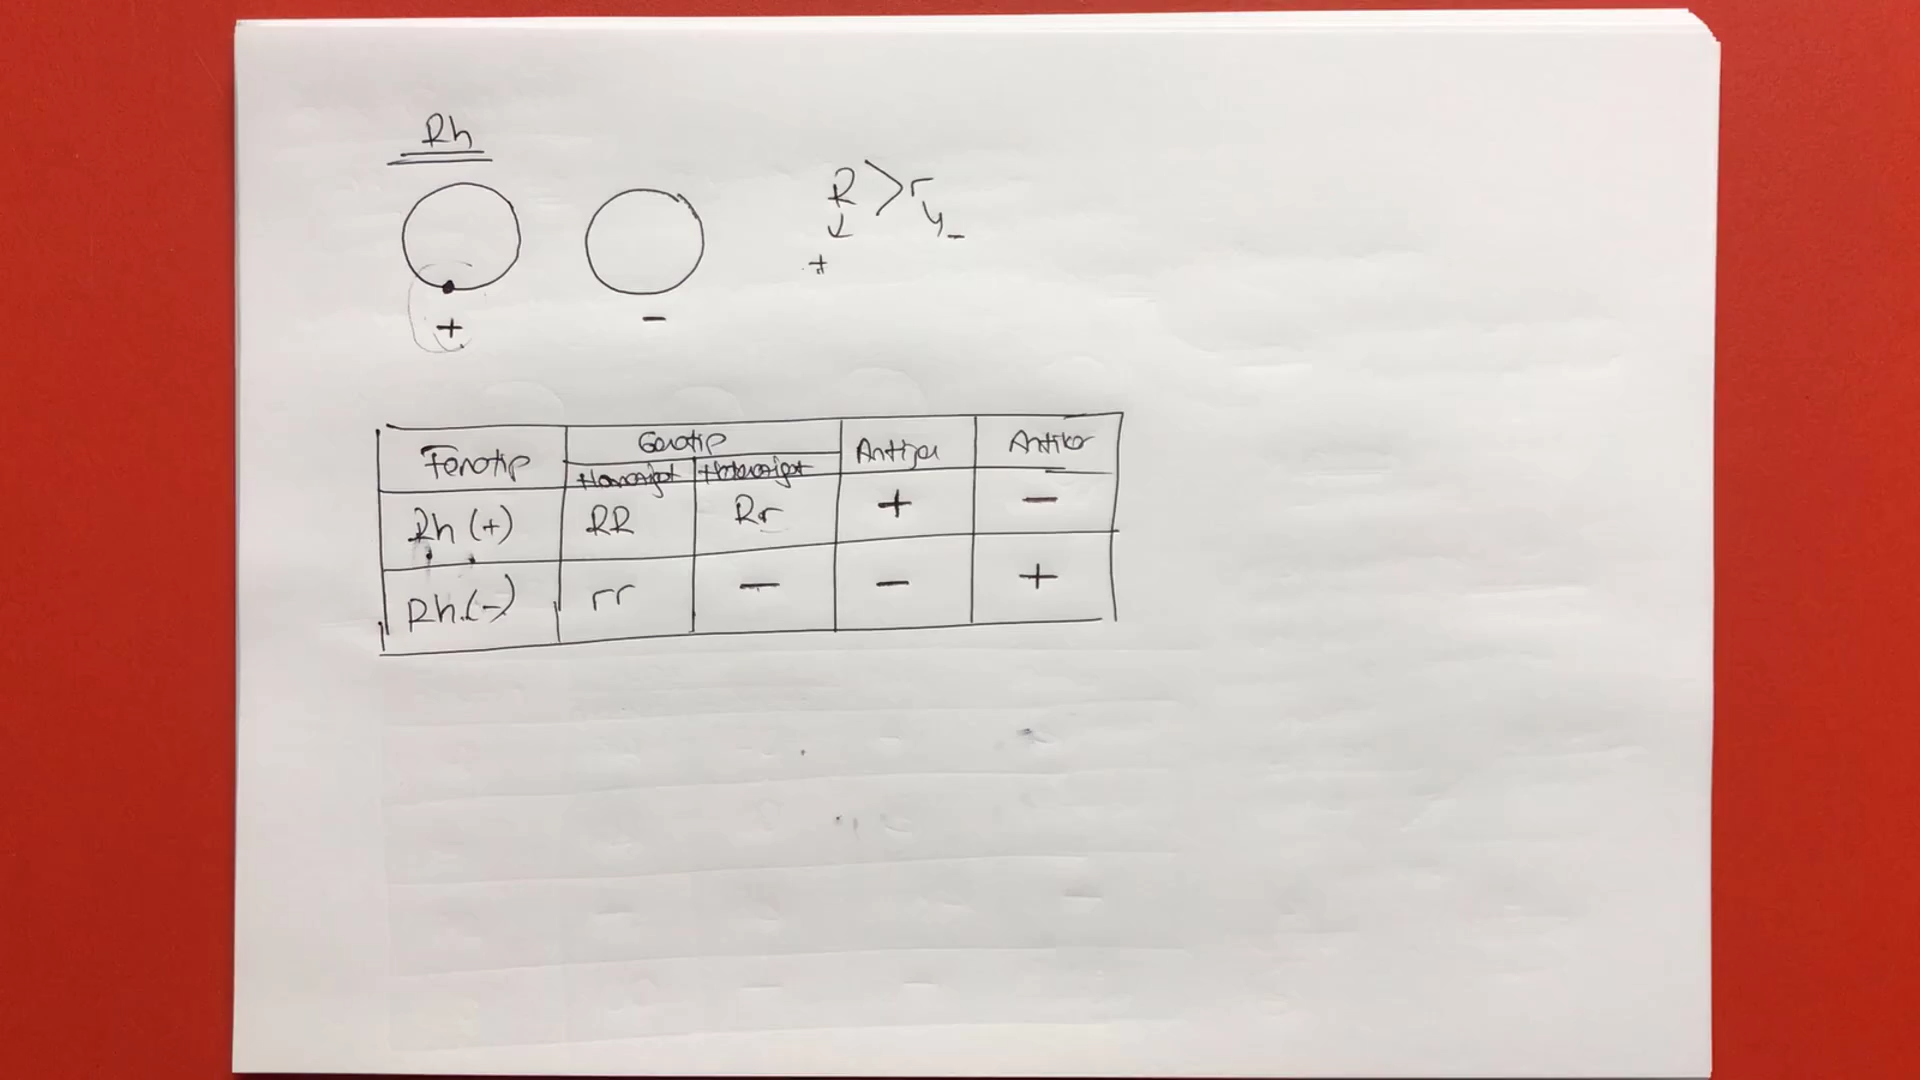 Rh
R > r
+ -
+ -
Fenotip Genotip Antijen Antikor
Homozigot Heterozigot
Rh (+) RR Rr + -
Rh (-) rr - - +